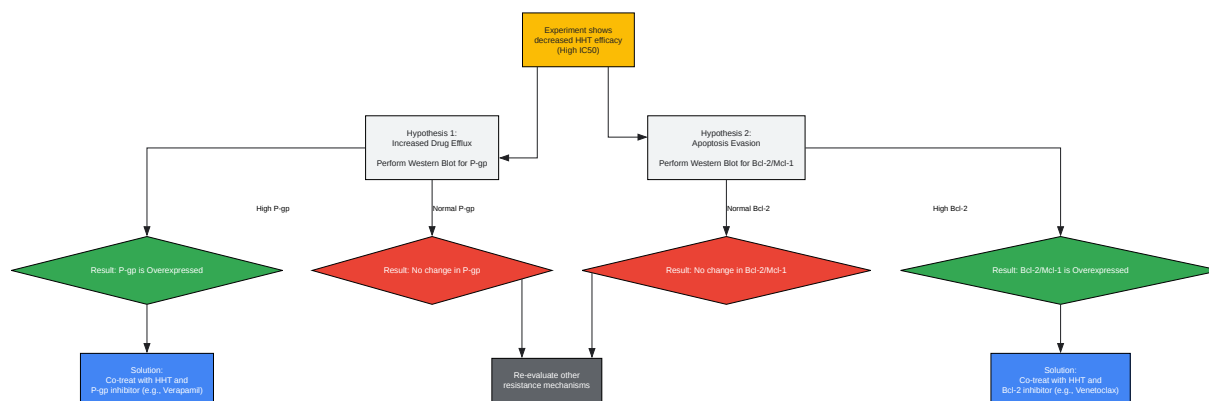 Experiment shows
decreased HHT efficacy
(High IC50)
Hypothesis 1:
Increased Drug Efflux
Perform Western Blot for P-gp
Hypothesis 2:
Apoptosis Evasion
Perform Western Blot for Bcl-2/Mcl-1
High P-gp
Normal P-gp
Normal Bcl-2
High Bcl-2
Result: P-gp is Overexpressed
Result: No change in P-gp
Result: No change in Bcl-2/Mcl-1
Result: Bcl-2/Mcl-1 is Overexpressed
Solution:
Co-treat with HHT and
P-gp inhibitor (e.g., Verapamil)
Re-evaluate other
resistance mechanisms
Solution:
Co-treat with HHT and
Bcl-2 inhibitor (e.g., Venetoclax)